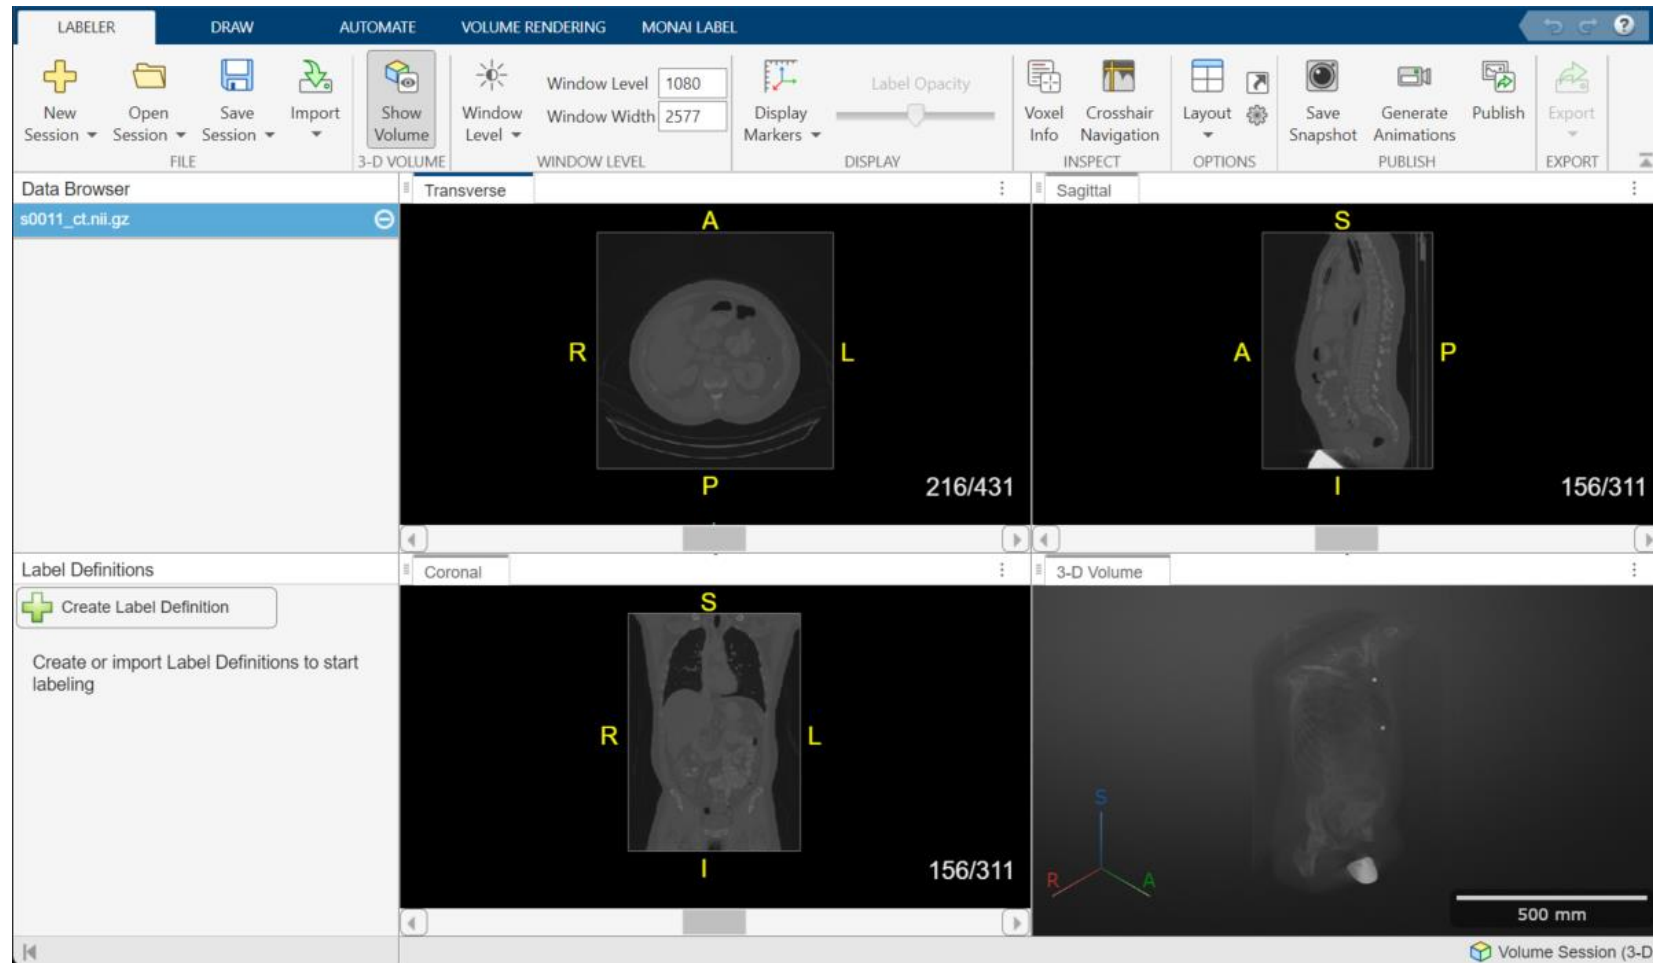 LABELER DRAW AUTOMATE VOLUME RENDERING MONAI LABEL ?
New Session
Open Session
Save Session
Import
Show Volume
Window Level
Window Level 1080
Window Width 2577
Display Markers
Label Opacity
Voxel Info
Crosshair Navigation
Layout
Save Snapshot
Generate Animations
Publish
Export
FILE 3-D VOLUME WINDOW LEVEL DISPLAY INSPECT OPTIONS PUBLISH EXPORT
Data Browser
s0011_ct.nii.gz
Transverse
A
R L
P
216/431
Sagittal
S
A P
I
156/311
Label Definitions
Create Label Definition
Create or import Label Definitions to start
labeling
Coronal
S
R L
I
156/311
3-D Volume
S
R A
500 mm
Volume Session (3-D